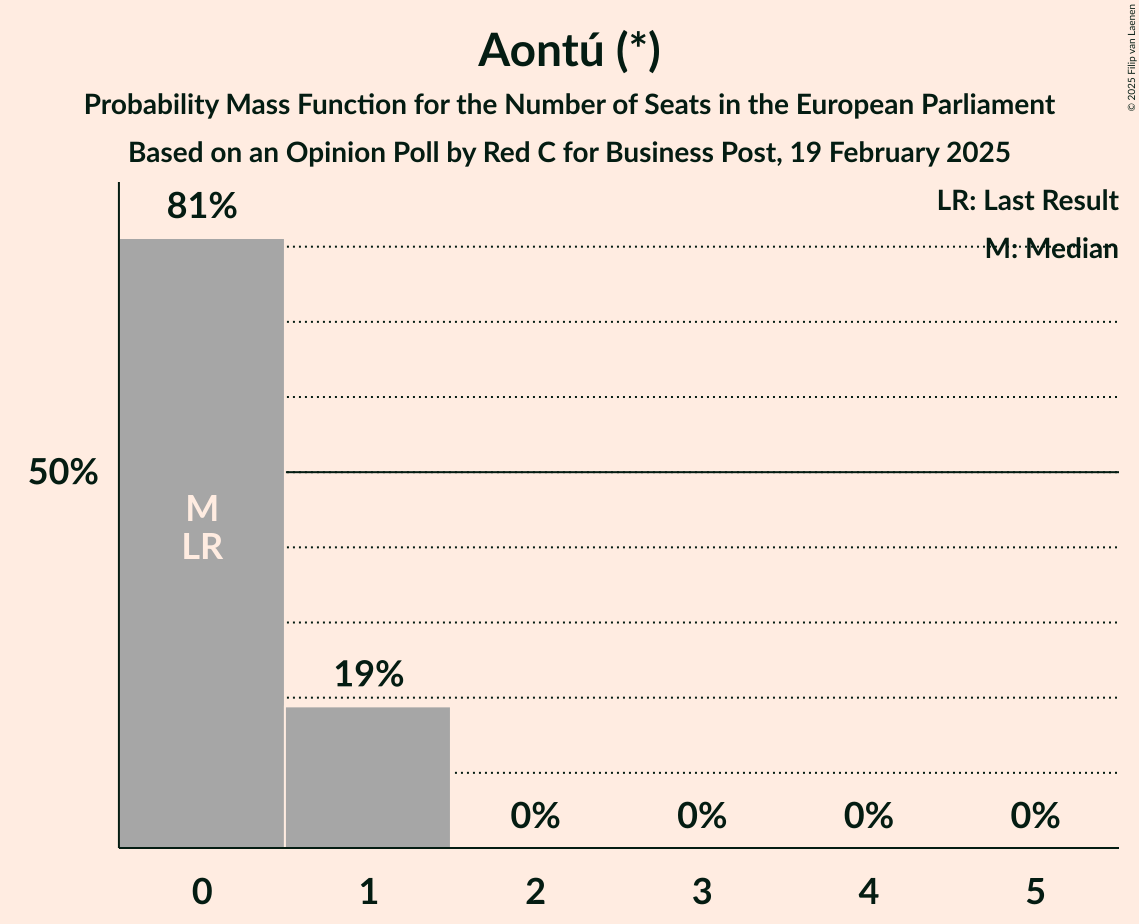 Aontú (*)
Probability Mass Function for the Number of Seats in the European Parliament
Based on an Opinion Poll by Red C for Business Post, 19 February 2025
© 2025 Filip van Laenen
LR: Last Result
M: Median
81%
50%
M
LR
19%
0% 0% 0% 0%
0 1 2 3 4 5